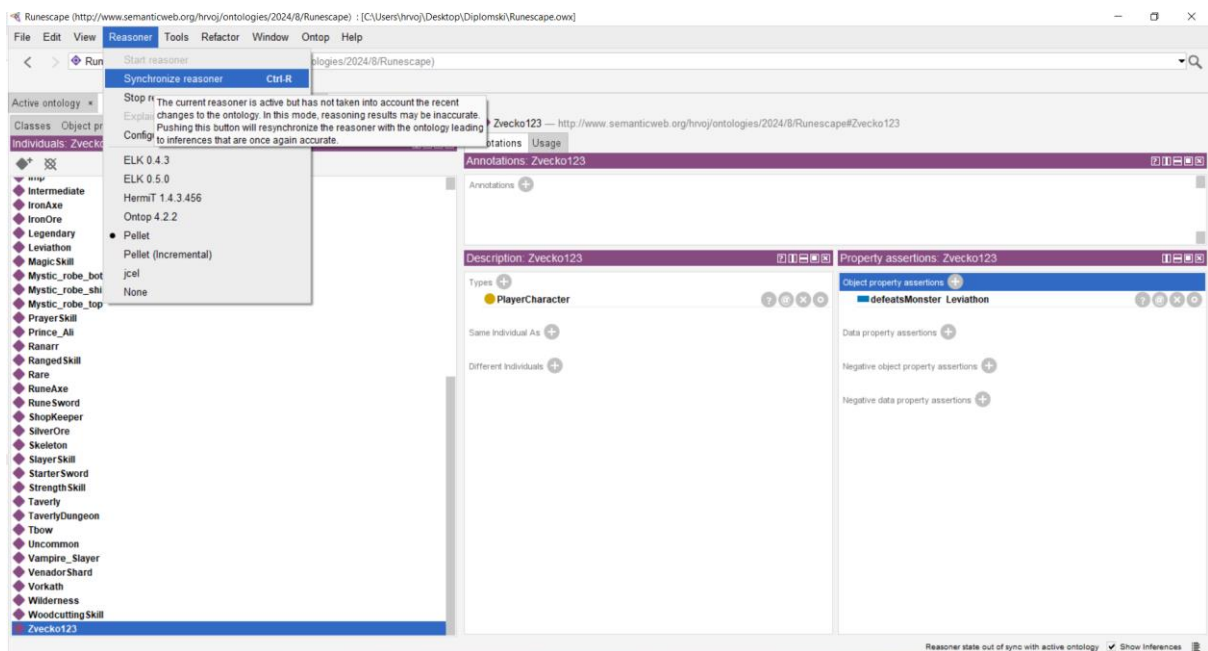 Runescape (http://www.semanticweb.org/hrvoj/ontologies/2024/8/Runescape) : [C:\Users\hrvoj\Desktop\Diplomski\Runescape.owx]
File Edit View Reasoner Tools Refactor Window Ontop Help
Run
ologies/2024/8/Runescape)
Start reasoner
Synchronize reasoner Ctrl-R
Stop re
Explai
Config
The current reasoner is active but has not taken into account the recent
changes to the ontology. In this mode, reasoning results may be inaccurate.
Pushing this button will resynchronize the reasoner with the ontology leading
to inferences that are once again accurate.
ELK 0.4.3
ELK 0.5.0
HermiT 1.4.3.456
Ontop 4.2.2
Pellet
Pellet (Incremental)
jcel
None
Active ontology ×
Classes Object pr
Individuals: Zvecko
Imp
Intermediate
IronAxe
IronOre
Legendary
Leviathon
MagicSkill
Mystic_robe_bot
Mystic_robe_shi
Mystic_robe_top
PrayerSkill
Prince_Ali
Ranarr
RangedSkill
Rare
RuneAxe
RuneSword
ShopKeeper
SilverOre
Skeleton
SlayerSkill
StarterSword
StrengthSkill
Taverly
TaverlyDungeon
Tbow
Uncommon
Vampire_Slayer
VenadorShard
Vorkath
Wilderness
WoodcuttingSkill
Zvecko123
Zvecko123 — http://www.semanticweb.org/hrvoj/ontologies/2024/8/Runescape#Zvecko123
otations Usage
Annotations: Zvecko123
Annotations
Description: Zvecko123
Types
PlayerCharacter
Same Individual As
Different Individuals
Property assertions: Zvecko123
Object property assertions
defeatsMonster Leviathon
Data property assertions
Negative object property assertions
Negative data property assertions
Reasoner state out of sync with active ontology Show Inferences